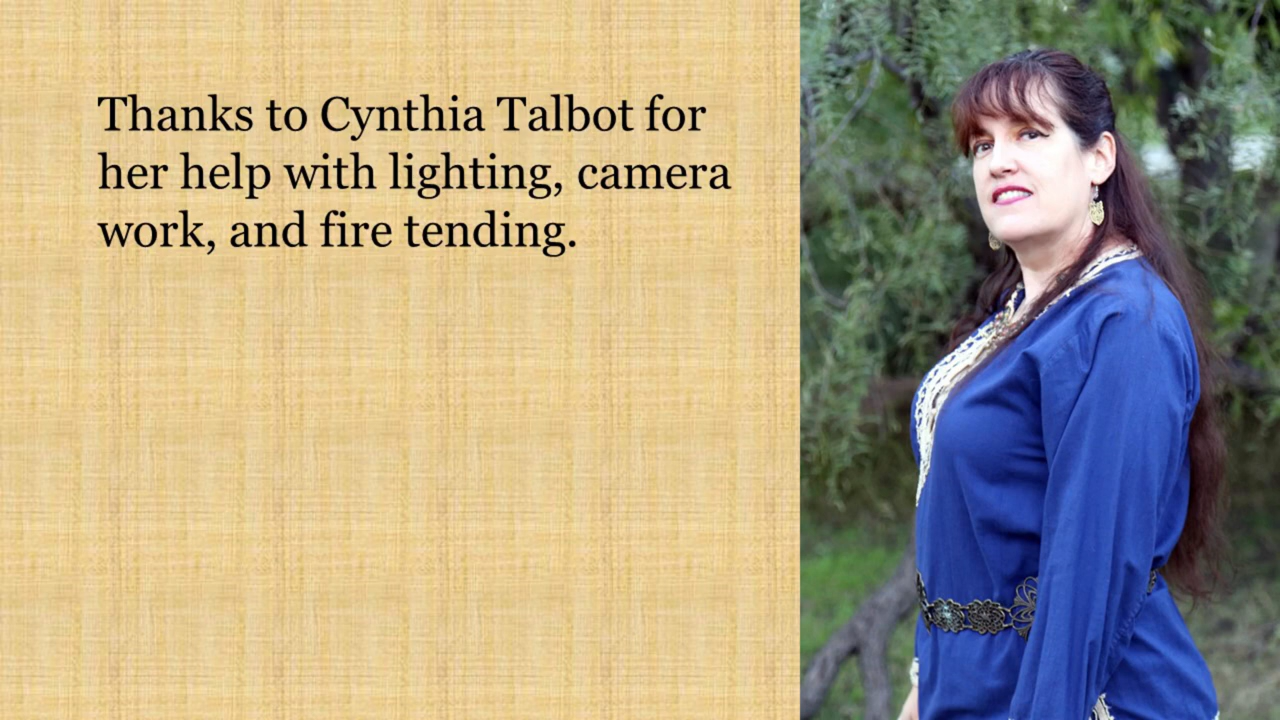 Thanks to Cynthia Talbot for
her help with lighting, camera
work, and fire tending.